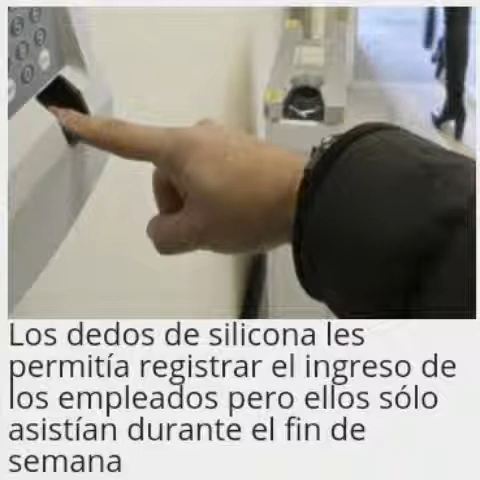 Los dedos de silicona les
permitía registrar el ingreso de
los empleados pero ellos sólo
asistían durante el fin de
semana